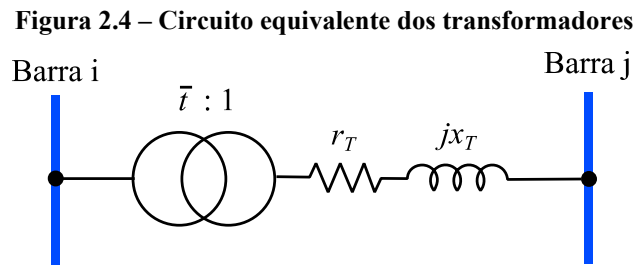 Figura 2.4 – Circuito equivalente dos transformadores
Barra i
Barra j
t̄ : 1
r_T
jx_T